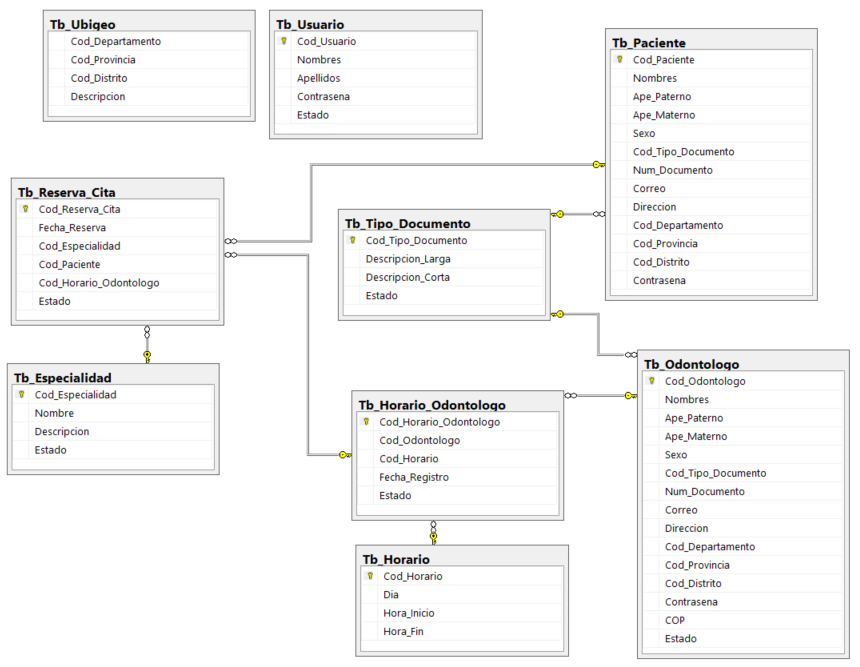 Tb_Ubigeo
Cod_Departamento
Cod_Provincia
Cod_Distrito
Descripcion
Tb_Usuario
Cod_Usuario
Nombres
Apellidos
Contrasena
Estado
Tb_Paciente
Cod_Paciente
Nombres
Ape_Paterno
Ape_Materno
Sexo
Cod_Tipo_Documento
Num_Documento
Correo
Direccion
Cod_Departamento
Cod_Provincia
Cod_Distrito
Contrasena
Tb_Reserva_Cita
Cod_Reserva_Cita
Fecha_Reserva
Cod_Especialidad
Cod_Paciente
Cod_Horario_Odontologo
Estado
Tb_Tipo_Documento
Cod_Tipo_Documento
Descripcion_Larga
Descripcion_Corta
Estado
Tb_Especialidad
Cod_Especialidad
Nombre
Descripcion
Estado
Tb_Horario_Odontologo
Cod_Horario_Odontologo
Cod_Odontologo
Cod_Horario
Fecha_Registro
Estado
Tb_Odontologo
Cod_Odontologo
Nombres
Ape_Paterno
Ape_Materno
Sexo
Cod_Tipo_Documento
Num_Documento
Correo
Direccion
Cod_Departamento
Cod_Provincia
Cod_Distrito
Contrasena
COP
Estado
Tb_Horario
Cod_Horario
Dia
Hora_Inicio
Hora_Fin